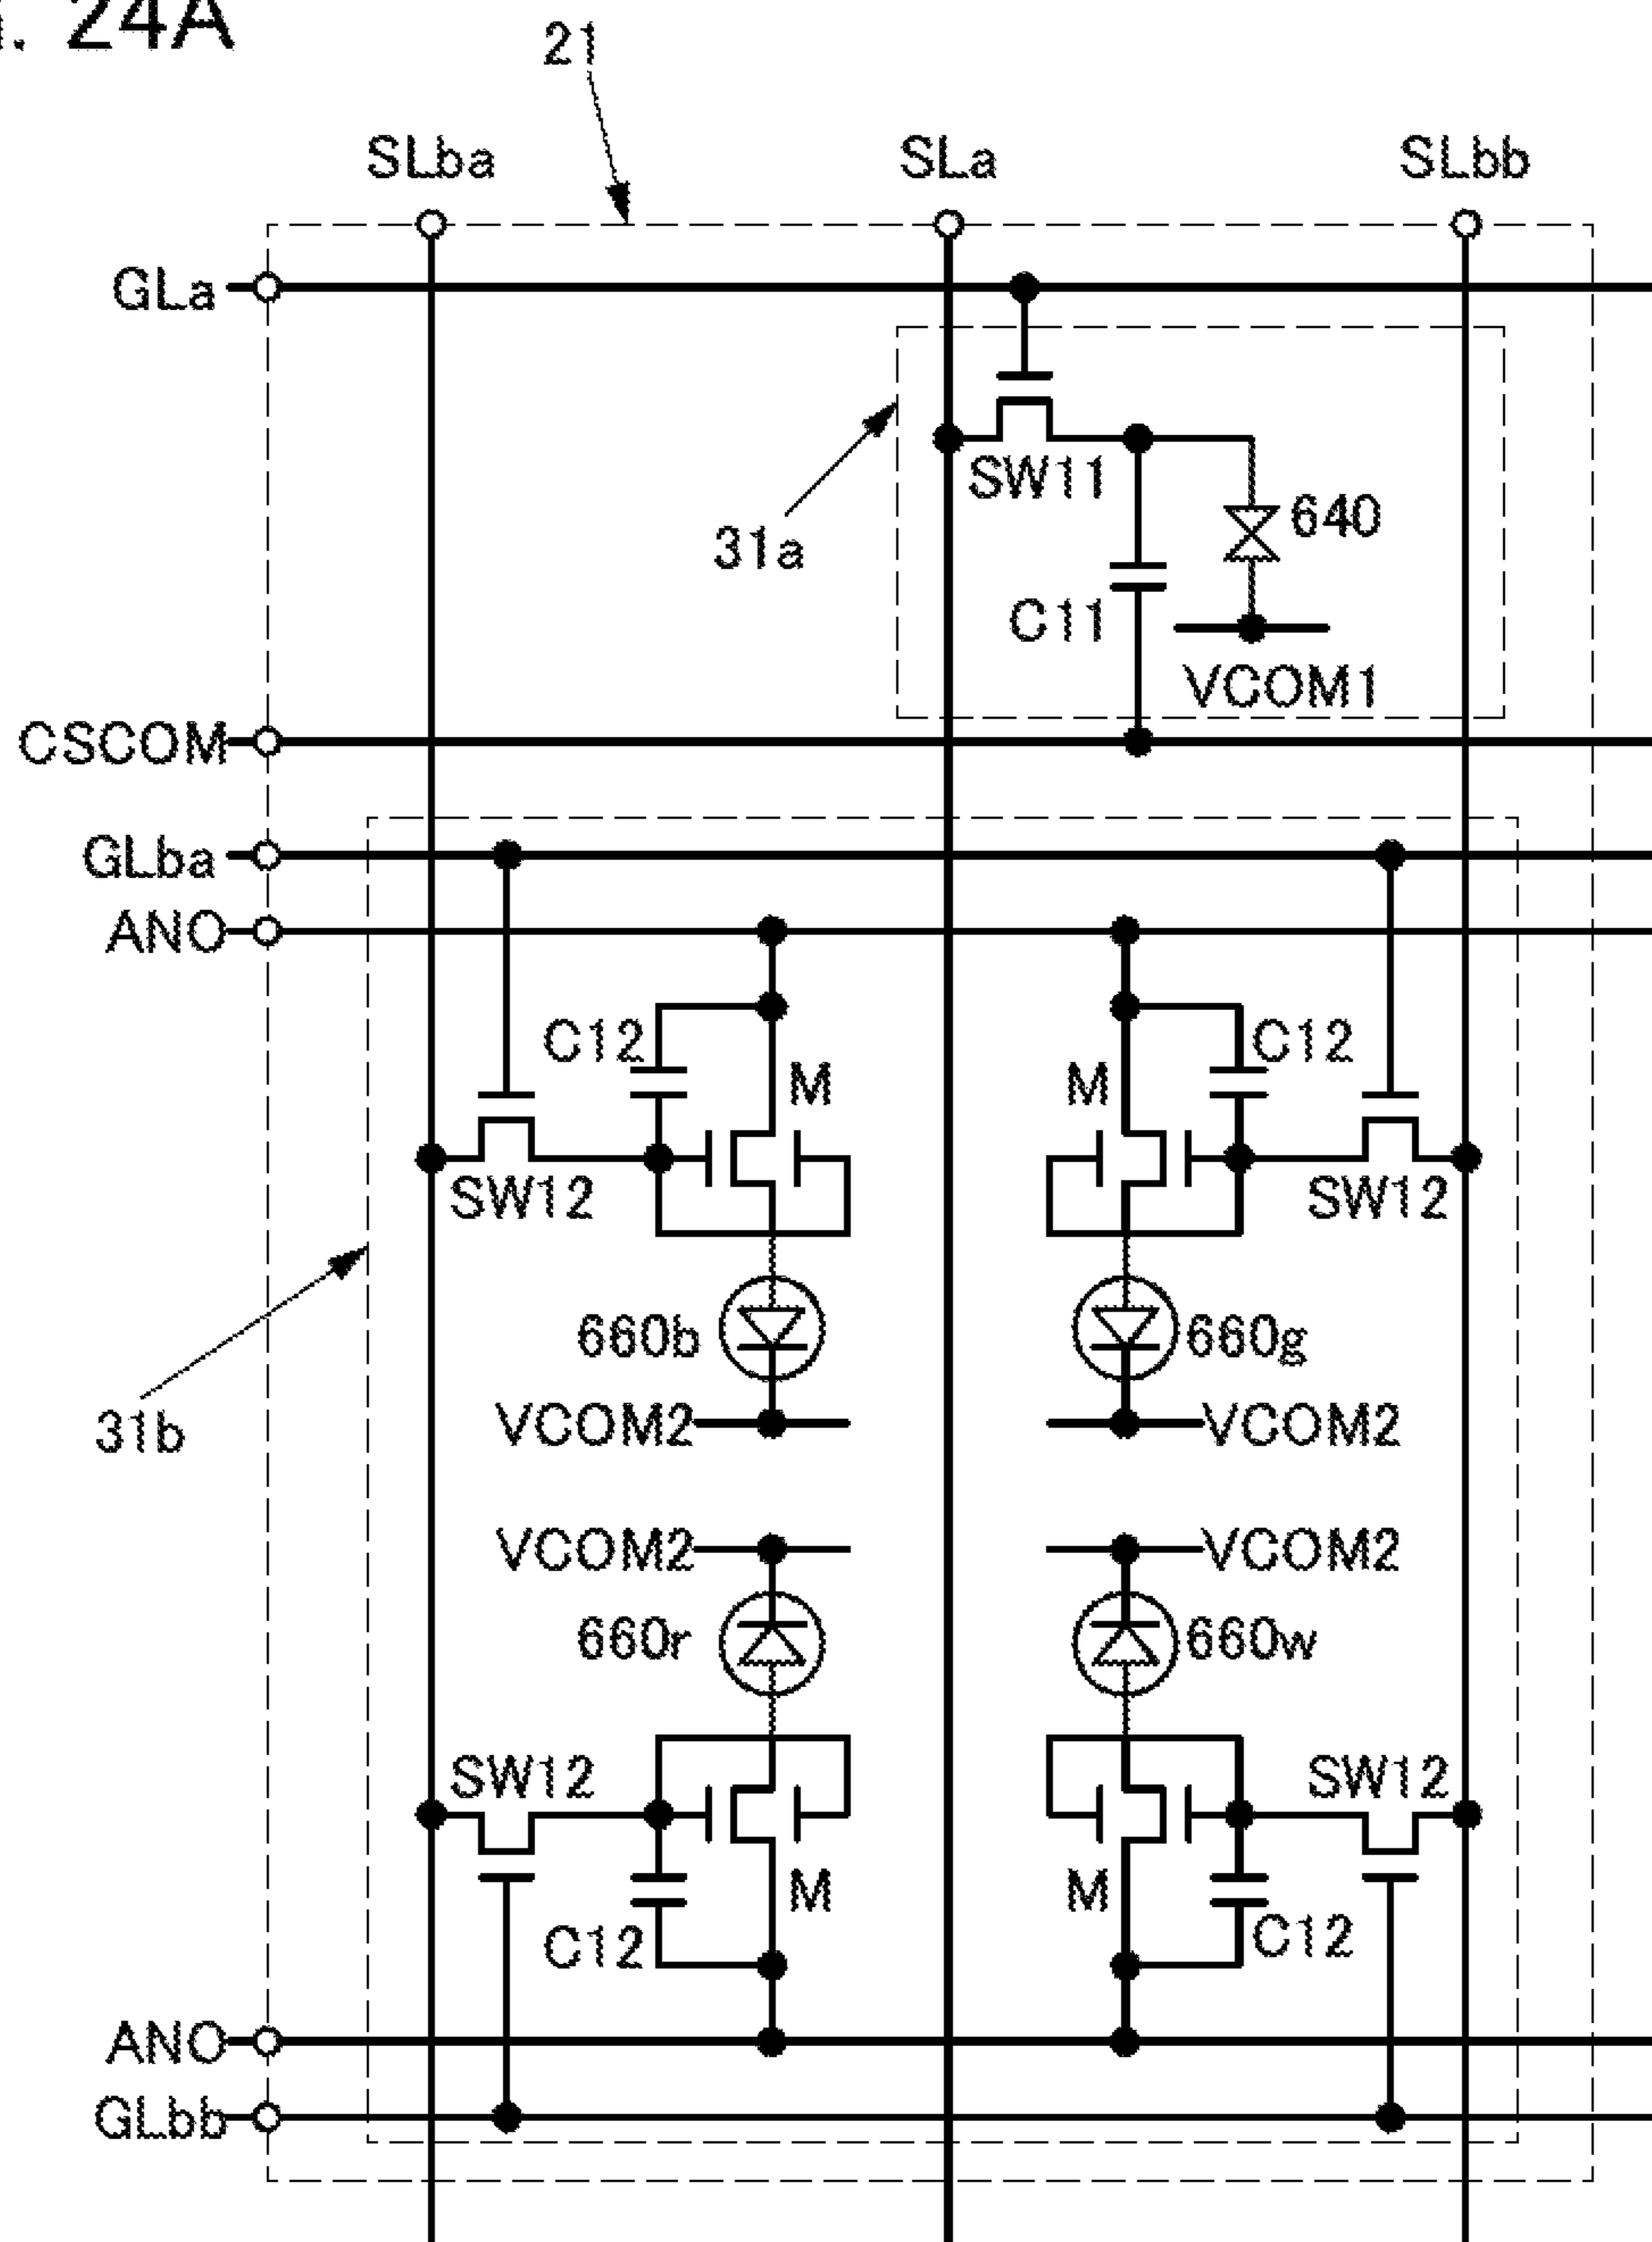 . 24A
21
SLba SLa SLbb
GLa
SW11
640
31a
C11
VCOM1
CSCOM
GLba
ANO
C12 C12
M M
SW12 SW12
660b 660g
VCOM2 VCOM2
31b
VCOM2 VCOM2
660r 660w
SW12 SW12
M M
C12 C12
ANO
GLbb